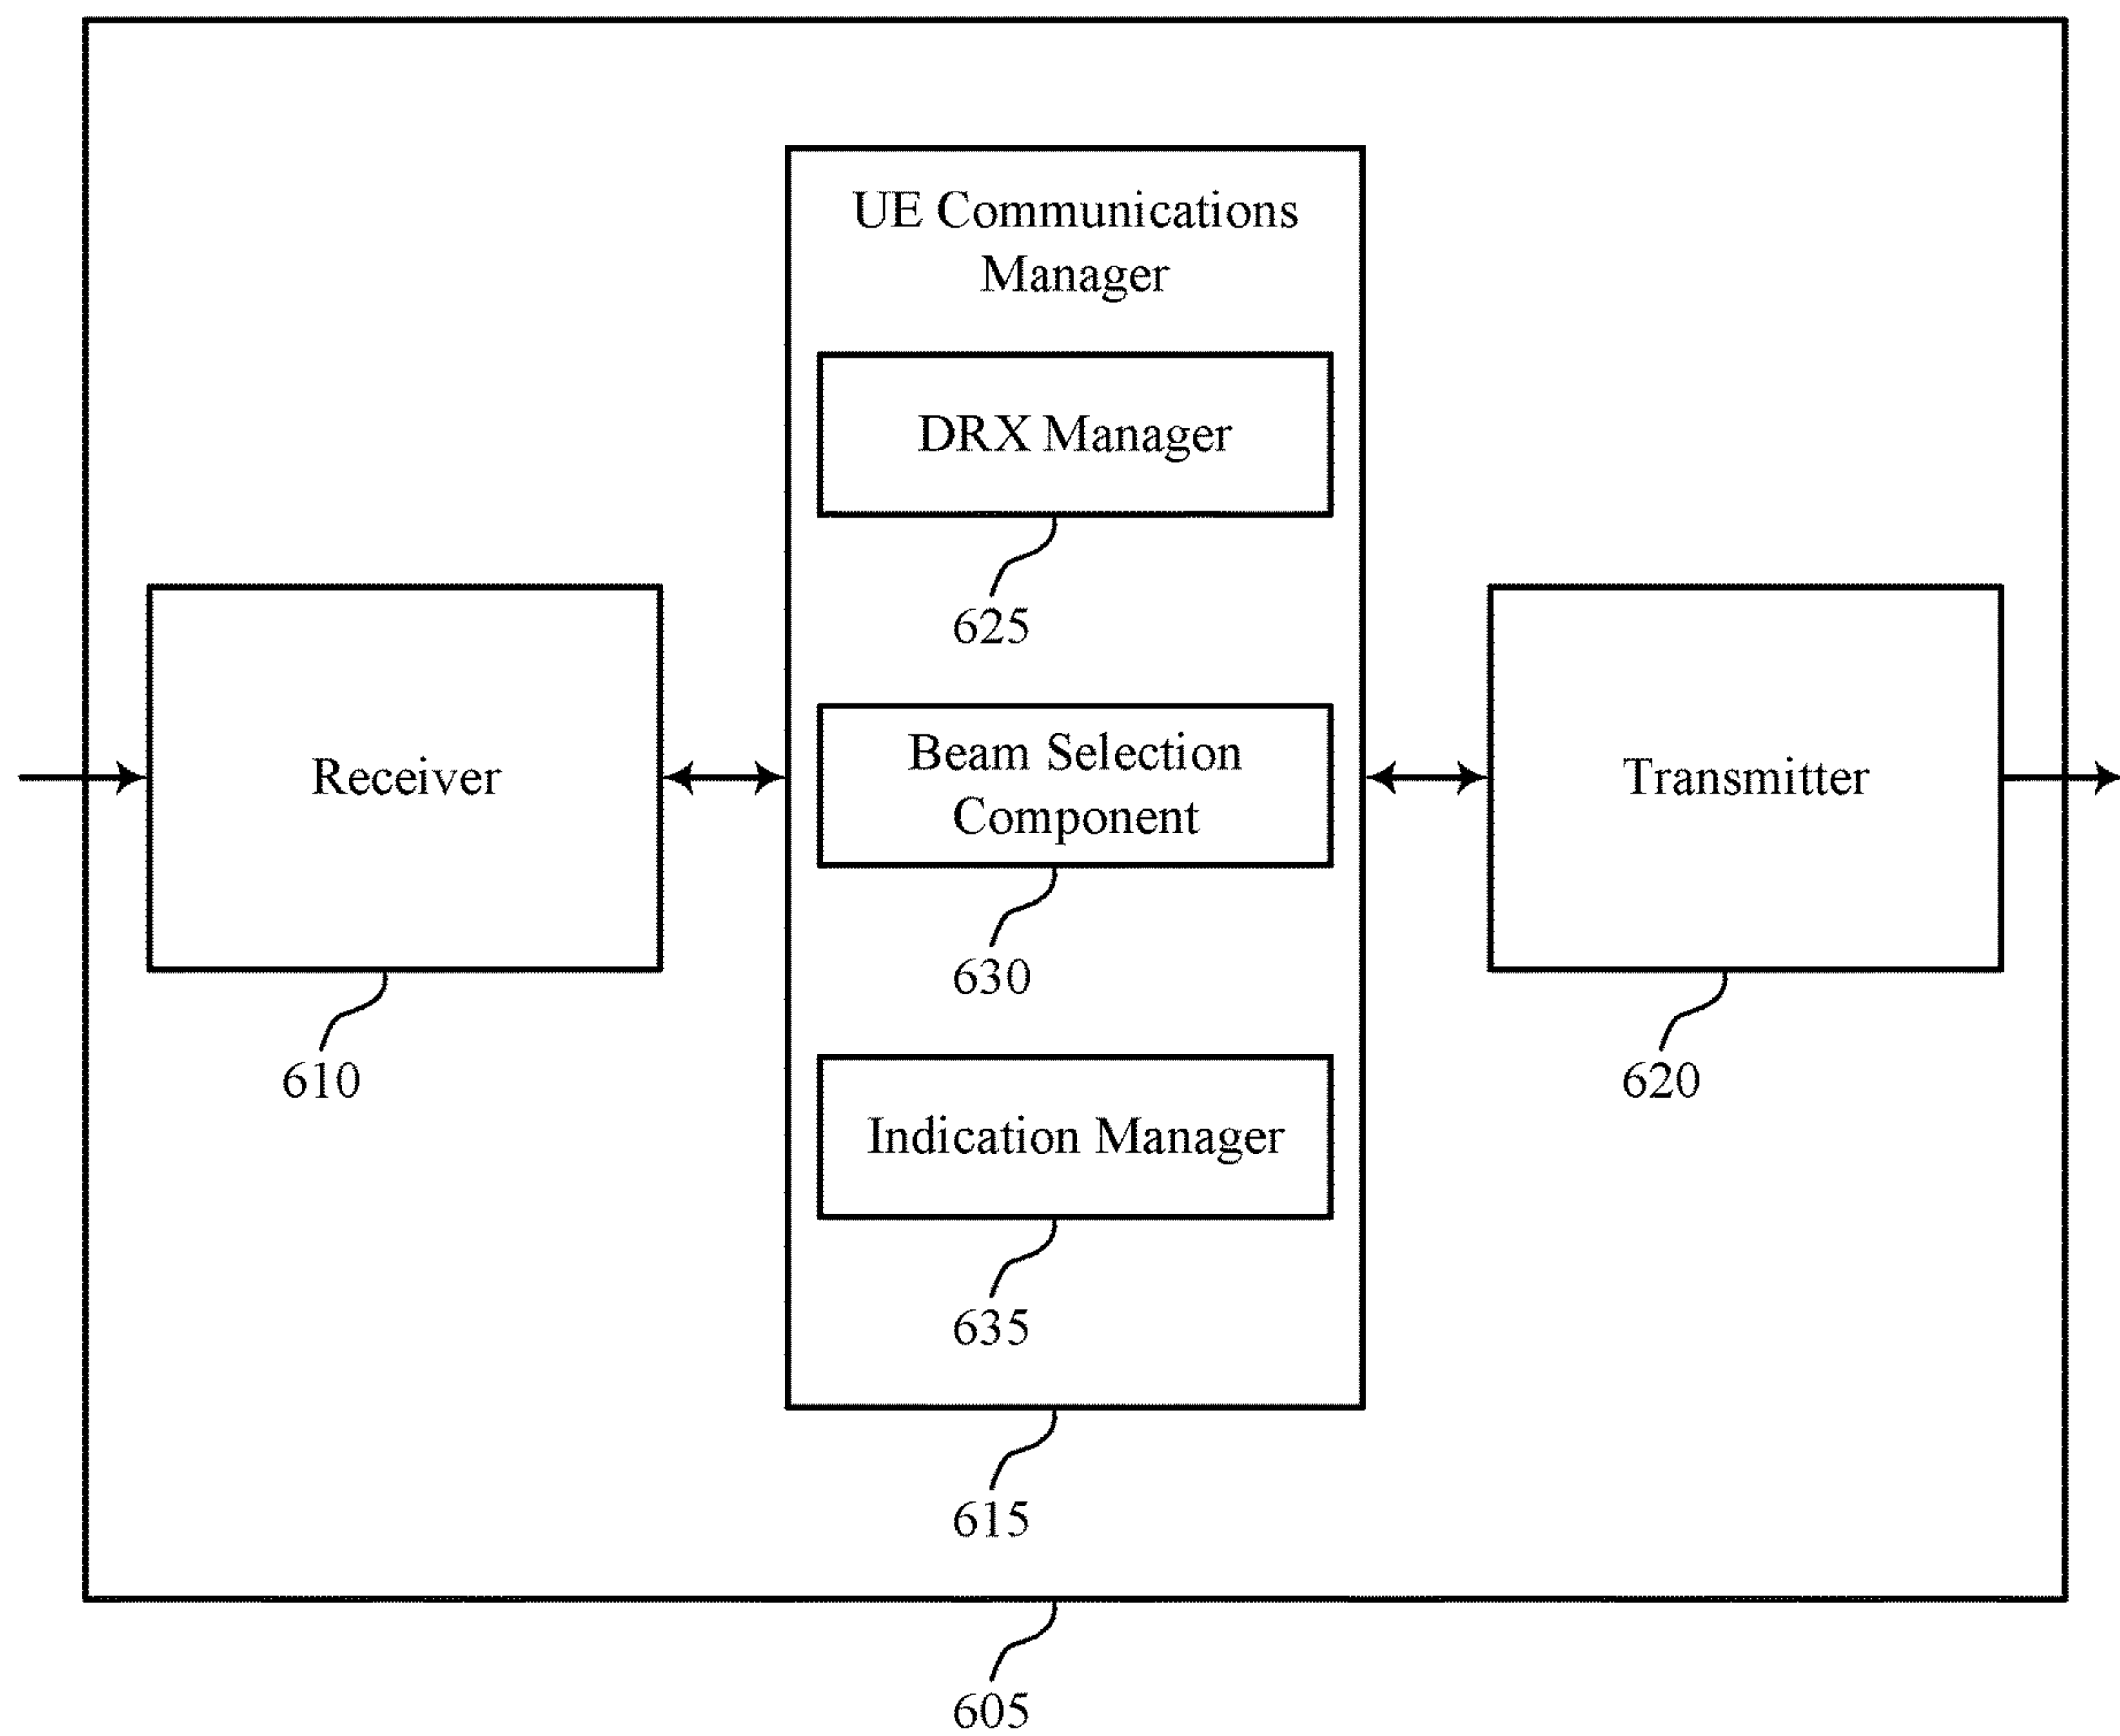 UE Communications
Manager
DRX Manager
625
Receiver
610
Beam Selection
Component
630
Transmitter
620
Indication Manager
635
615
605